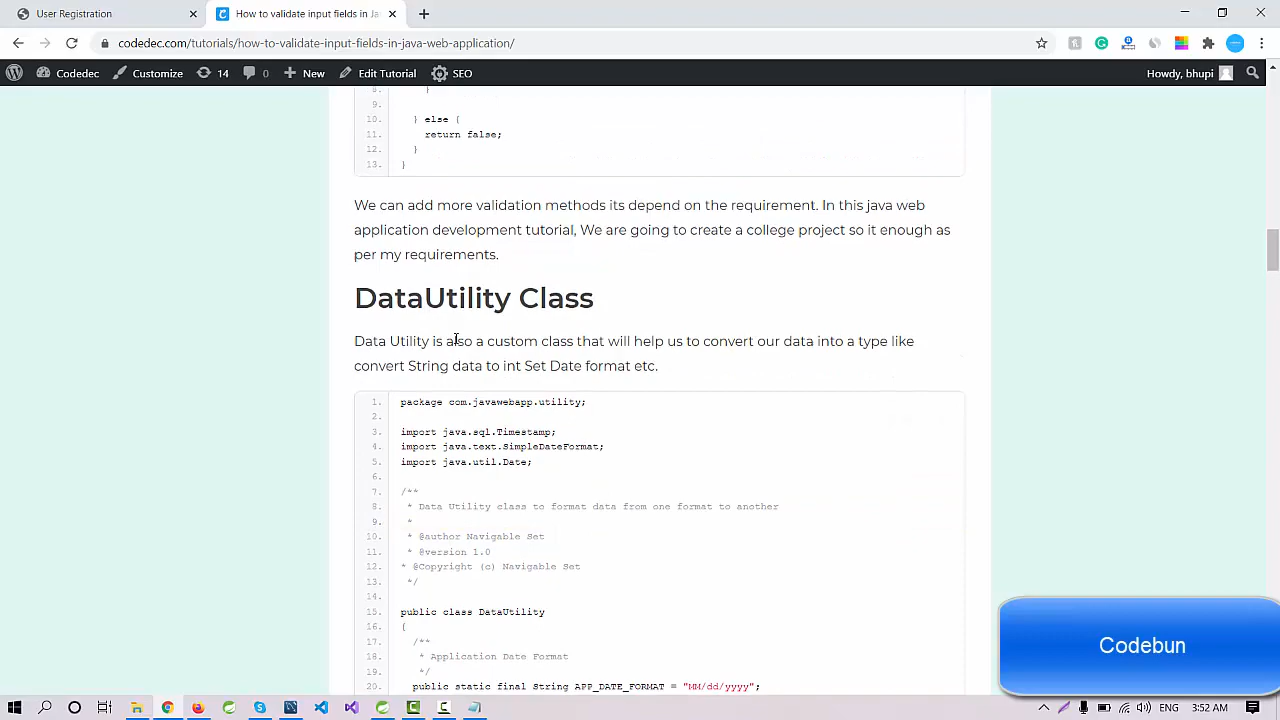 User Registration
How to validate input fields in Ja
codedec.com/tutorials/how-to-validate-input-fields-in-java-web-application/
Codedec Customize 14 0 New Edit Tutorial SEO Howdy, bhupi
8. }
9.
10. } else {
11. return false;
12. }
13. }
We can add more validation methods its depend on the requirement. In this java web
application development tutorial, We are going to create a college project so it enough as
per my requirements.
DataUtility Class
Data Utility is also a custom class that will help us to convert our data into a type like
convert String data to int Set Date format etc.
1. package com.javawebapp.utility;
2.
3. import java.sql.Timestamp;
4. import java.text.SimpleDateFormat;
5. import java.util.Date;
6.
7. /**
8. * Data Utility class to format data from one format to another
9. *
10. * @author Navigable Set
11. * @version 1.0
12. * @Copyright (c) Navigable Set
13. */
14.
15. public class DataUtility
16. {
17. /**
18. * Application Date Format
19. */
20. public static final String APP_DATE_FORMAT = "MM/dd/yyyy";
Codebun
ENG 3:52 AM